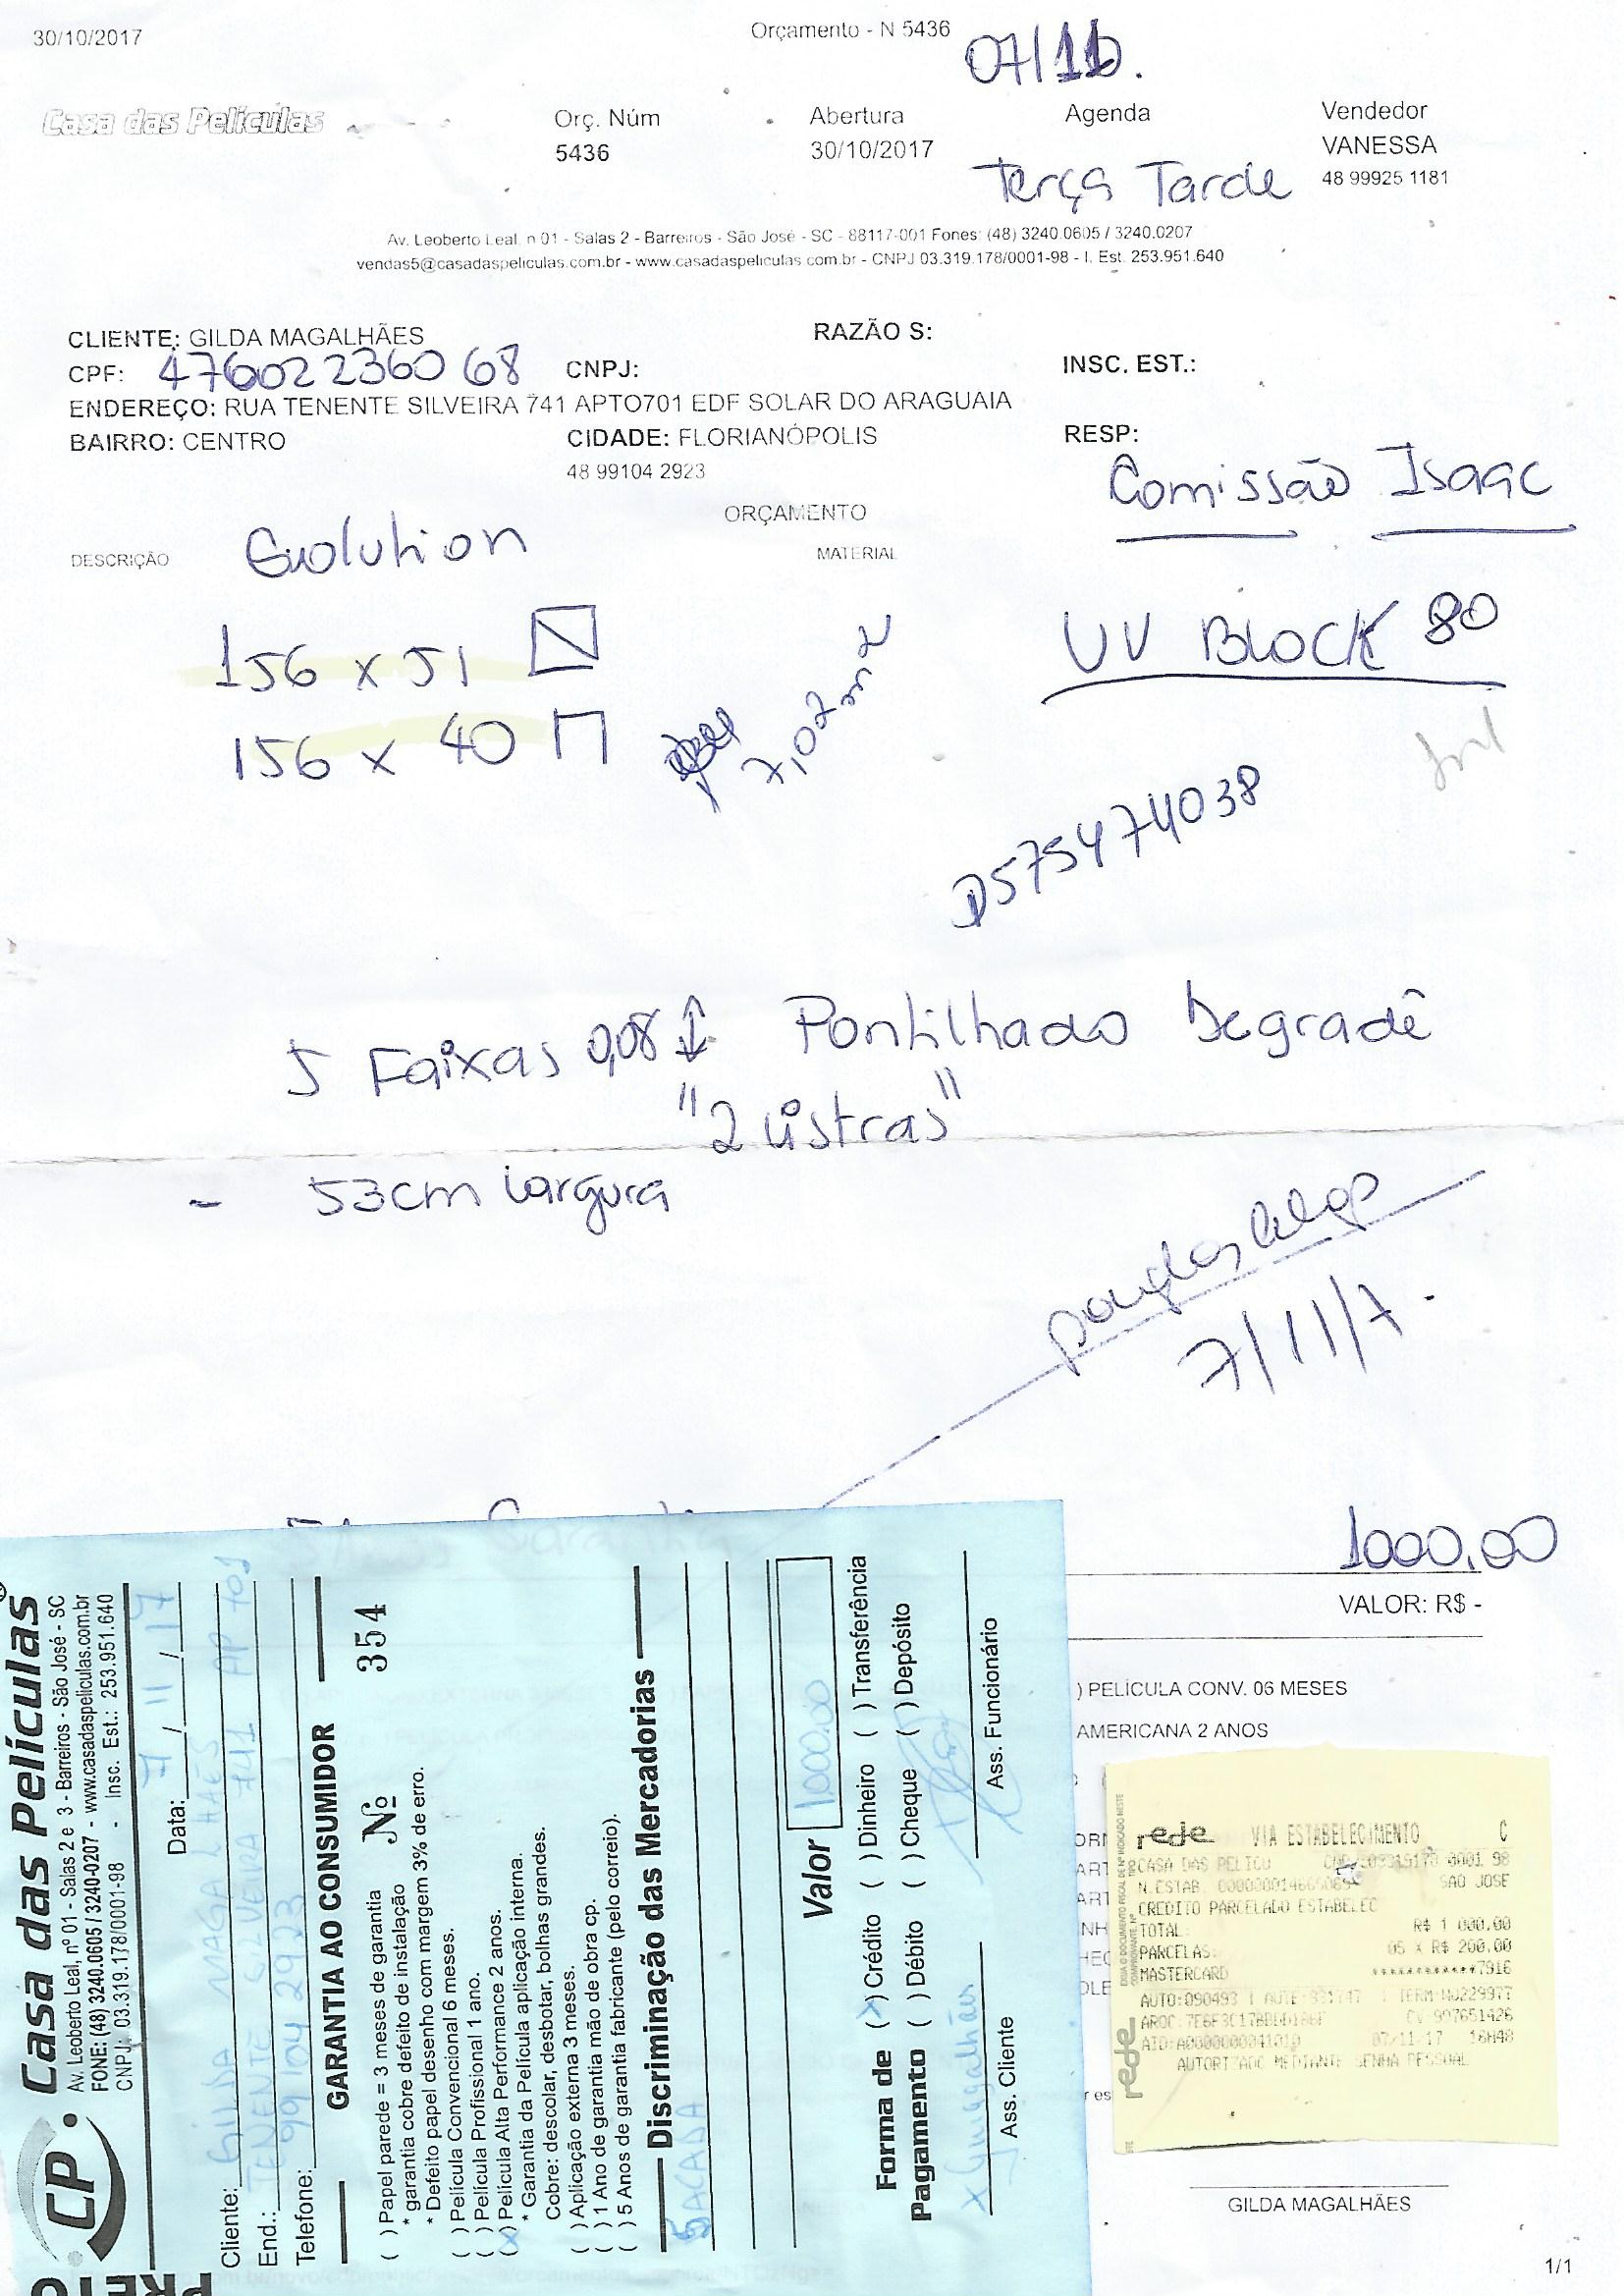 30/10/2017
Orçamento - N 5436
07/11.
Casa das Películas
Orç. Núm
5436
Abertura
30/10/2017
Agenda
Terça Tarde
Vendedor
VANESSA
48 99925 1181
Av. Leoberto Leal, n 01 - Salas 2 - Barreiros - São José - SC - 88117-001 Fones: (48) 3240.0605 / 3240.0207
vendas5@casadaspeliculas.com.br - www.casadaspeliculas.com.br - CNPJ 03.319.178/0001-98 - I. Est. 253.951.640
CLIENTE: GILDA MAGALHÃES
RAZÃO S:
CPF: 476022360 68
CNPJ:
INSC. EST.:
ENDEREÇO: RUA TENENTE SILVEIRA 741 APTO701 EDF SOLAR DO ARAGUAIA
BAIRRO: CENTRO
CIDADE: FLORIANÓPOLIS
RESP:
48 99104 2923
Comissão Isaac
ORÇAMENTO
DESCRIÇÃO
Evolution
MATERIAL
156 x 51
UV BLOCK 80
156 x 40
7,02 m2
D575474038
5 Faixas 0,08 Pontilhado Degradê
"2 listras"
- 53cm largura
7/11/7.
1000,00
VALOR: R$ -
) PELÍCULA CONV. 06 MESES
AMERICANA 2 ANOS
CP Casa das Películas
Av. Leoberto Leal, nº 01 - Salas 2 e 3 - Barreiros - São José - SC
FONE: (48) 3240.0605 / 3240-0207 - www.casadaspeliculas.com.br
CNPJ: 03.319.178/0001-98 - Insc. Est.: 253.951.640
Data: 7 / 11 / 17
Cliente: GILDA MAGALHAES
End.: TENENTE SILVEIRA 741 AP 701
Telefone: 99104 2923
GARANTIA AO CONSUMIDOR
Nº 354
( ) Papel parede = 3 meses de garantia
* garantia cobre defeito de instalação
* Defeito papel desenho com margem 3% de erro.
( ) Película Convencional 6 meses.
( ) Película Profissional 1 ano.
(x) Película Alta Performance 2 anos.
* Garantia da Película aplicação interna.
Cobre: descolar, desbotar, bolhas grandes.
( ) Aplicação externa 3 meses.
( ) 1 Ano de garantia mão de obra cp.
( ) 5 Anos de garantia fabricante (pelo correio).
Discriminação das Mercadorias
SACADA
Valor 1000,00
Forma de Pagamento
(x) Crédito ( ) Dinheiro ( ) Transferência
( ) Débito ( ) Cheque ( ) Depósito
Ass. Cliente
Ass. Funcionário
rede VIA ESTABELECIMENTO C
CASA DAS PELICU
SAO JOSE
CREDITO PARCELADO ESTABELEC
TOTAL: R$ 1 000.00
PARCELAS: 05 x R$ 200.00
MASTERCARD ************7916
CV:997651426
07-11-17 16H48
AUTORIZADO MEDIANTE SENHA PESSOAL
rede
GILDA MAGALHÃES
1/1